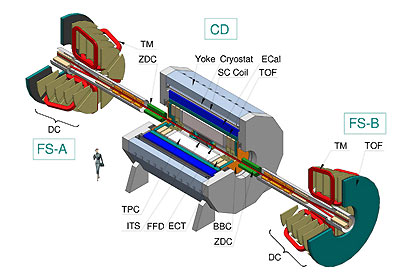 CD
TM
ZDC
Yoke Cryostat ECal
SC Coil TOF
DC
FS-A
FS-B
TM TOF
TPC
ITS FFD ECT BBC
ZDC
DC